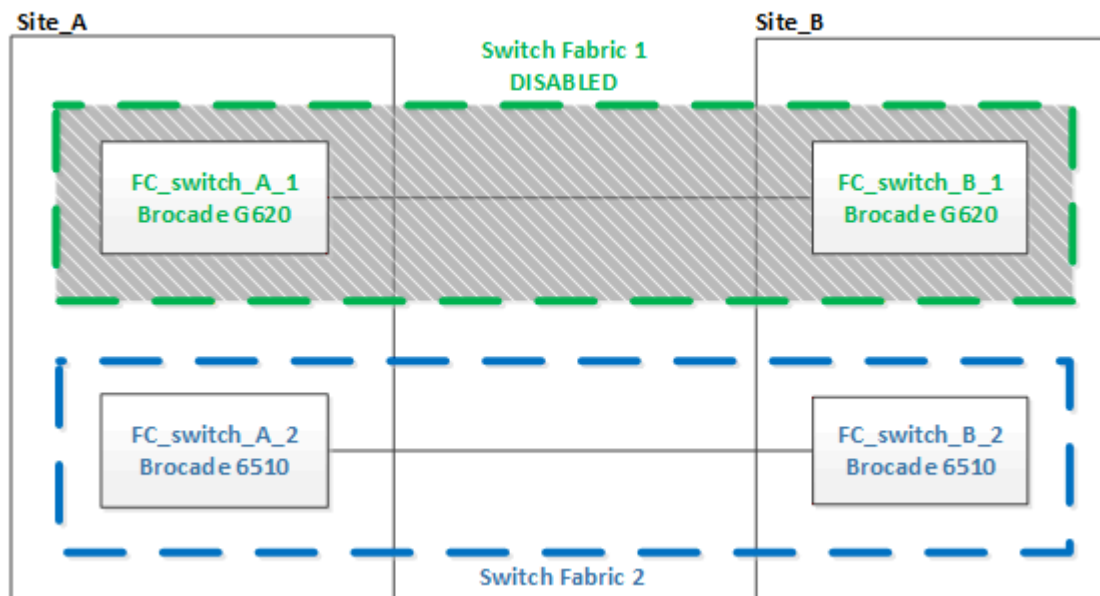 Site_A
Site_B
Switch Fabric 1
DISABLED
FC_switch_A_1
Brocade G620
FC_switch_B_1
Brocade G620
FC_switch_A_2
Brocade 6510
FC_switch_B_2
Brocade 6510
Switch Fabric 2